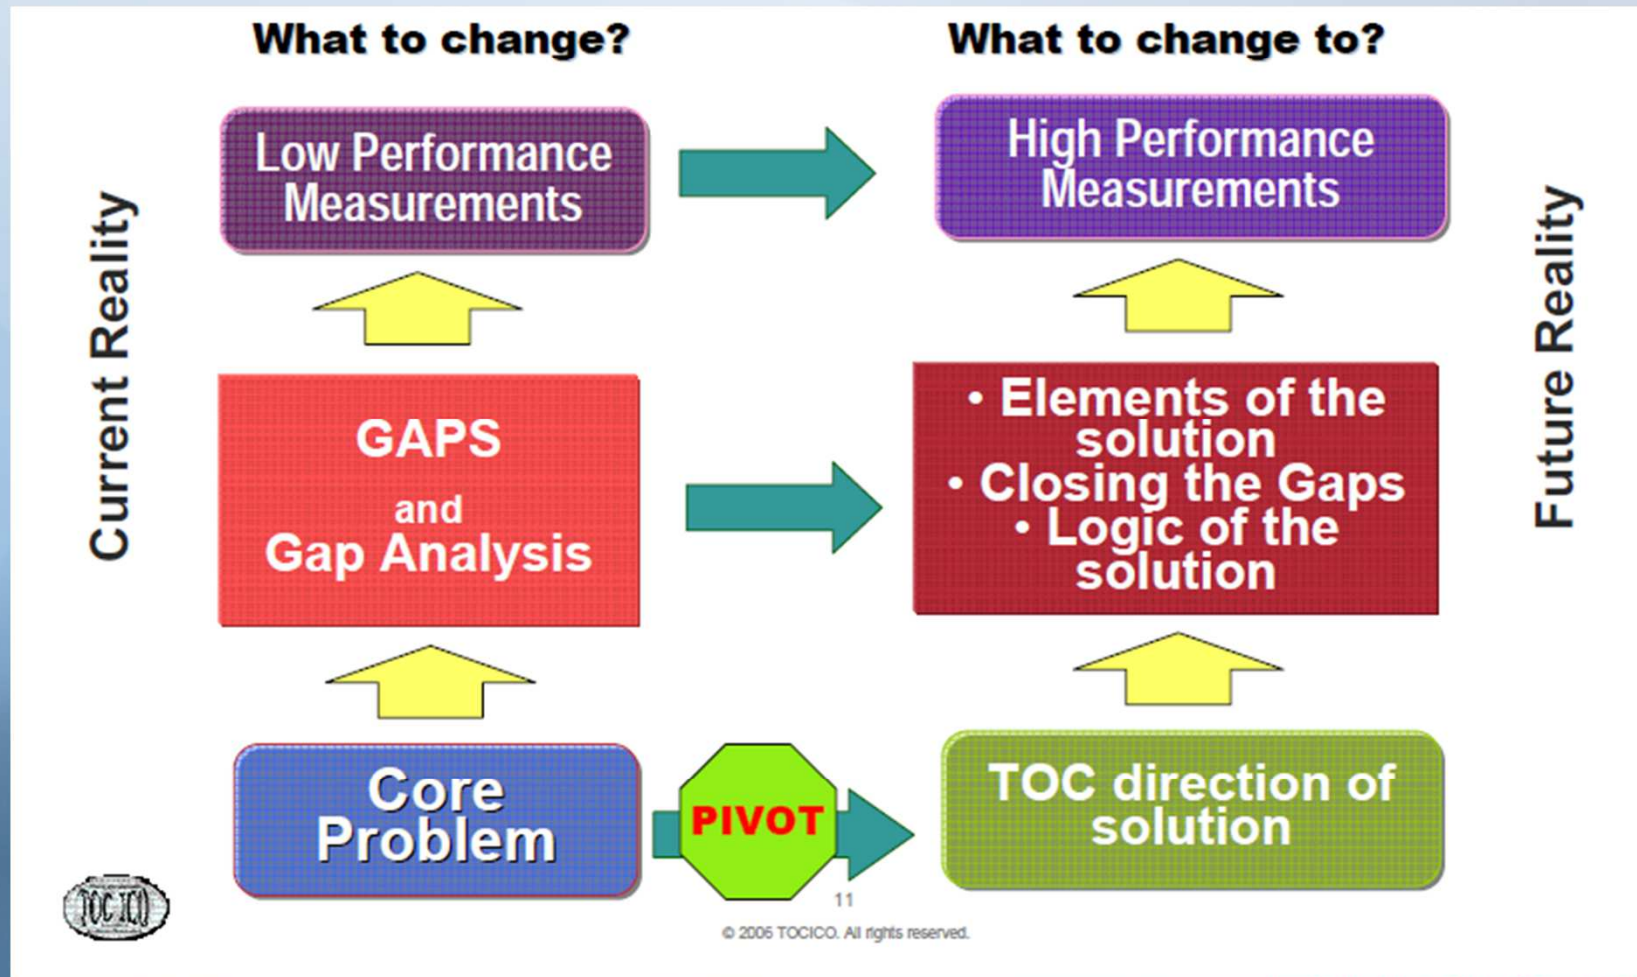 What to change?
What to change to?
Current Reality
Low Performance
Measurements
High Performance
Measurements
Future Reality
GAPS
and
Gap Analysis
• Elements of the
solution
• Closing the Gaps
• Logic of the
solution
Core
Problem
PIVOT
TOC direction of
solution
TOC ICO
11
© 2006 TOCICO. All rights reserved.